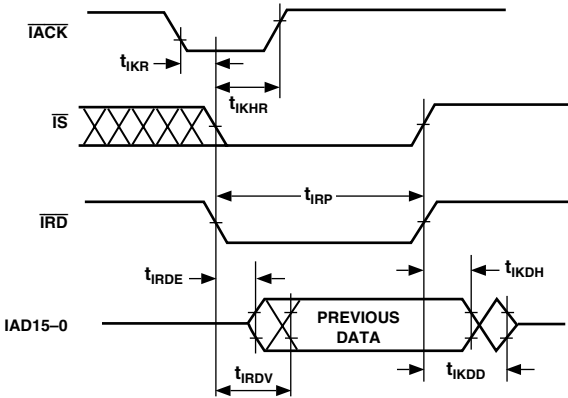 IACK
tIKR
tIKHR
IS
tIRP
IRD
tIRDE
tIKDH
IAD15–0
PREVIOUS
DATA
tIKDD
tIRDV